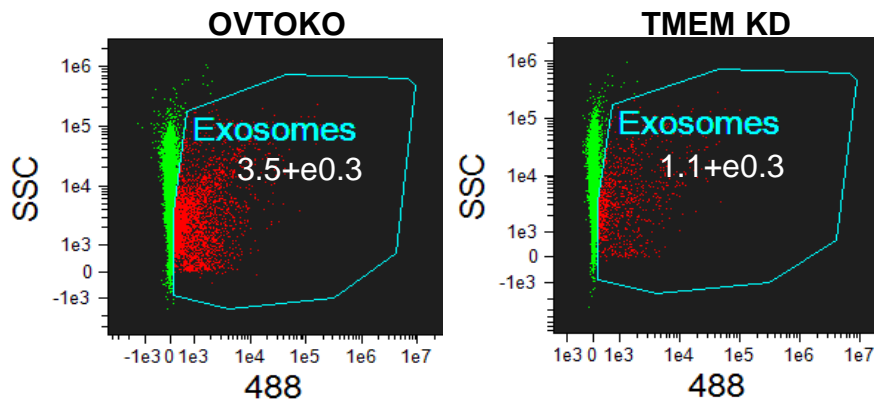 OVTOKO
1e6
1e5
1e4
1e3
0
-1e3
SSC
Exosomes
3.5+e0.3
-1e3 0 1e3 1e4 1e5 1e6 1e7
488
TMEM KD
1e6
1e5
1e4
1e3
0
-1e3
SSC
Exosomes
1.1+e0.3
1e3 0 1e3 1e4 1e5 1e6 1e7
488